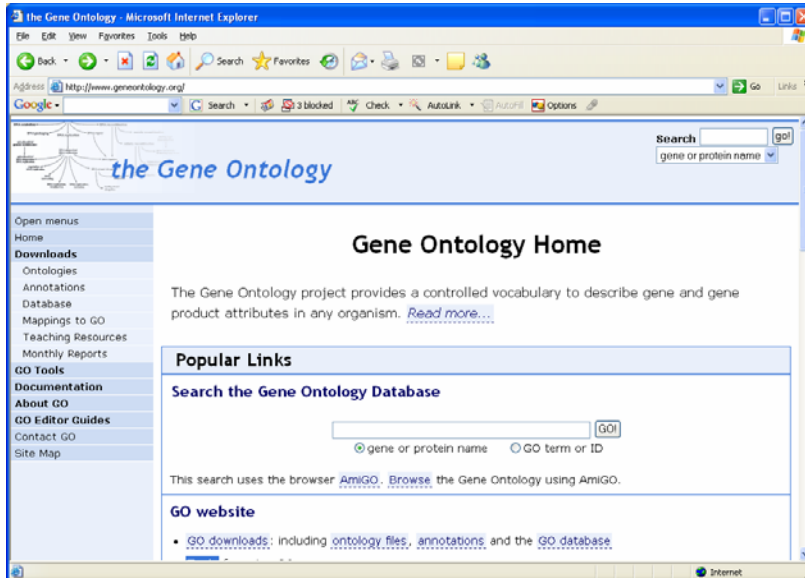 the Gene Ontology - Microsoft Internet Explorer
File Edit View Favorites Tools Help
Back Search Favorites
Address http://www.geneontology.org/ Go Links
Google Search 3 blocked Check AutoLink AutoFill Options
the Gene Ontology
Search go!
gene or protein name
Open menus
Home
Downloads
Ontologies
Annotations
Database
Mappings to GO
Teaching Resources
Monthly Reports
GO Tools
Documentation
About GO
GO Editor Guides
Contact GO
Site Map
Gene Ontology Home
The Gene Ontology project provides a controlled vocabulary to describe gene and gene
product attributes in any organism. Read more...
Popular Links
Search the Gene Ontology Database
GO!
gene or protein name GO term or ID
This search uses the browser AmiGO. Browse the Gene Ontology using AmiGO.
GO website
• GO downloads: including ontology files, annotations and the GO database
Internet